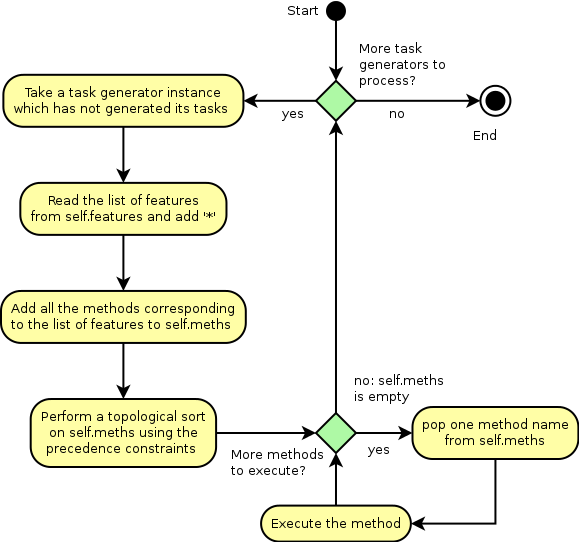 Start
More task
generators to
process?
Take a task generator instance
which has not generated its tasks
yes
no
End
Read the list of features
from self.features and add '*'
Add all the methods corresponding
to the list of features to self.meths
no: self.meths
is empty
Perform a topological sort
on self.meths using the
precedence constraints
More methods
to execute?
yes
pop one method name
from self.meths
Execute the method